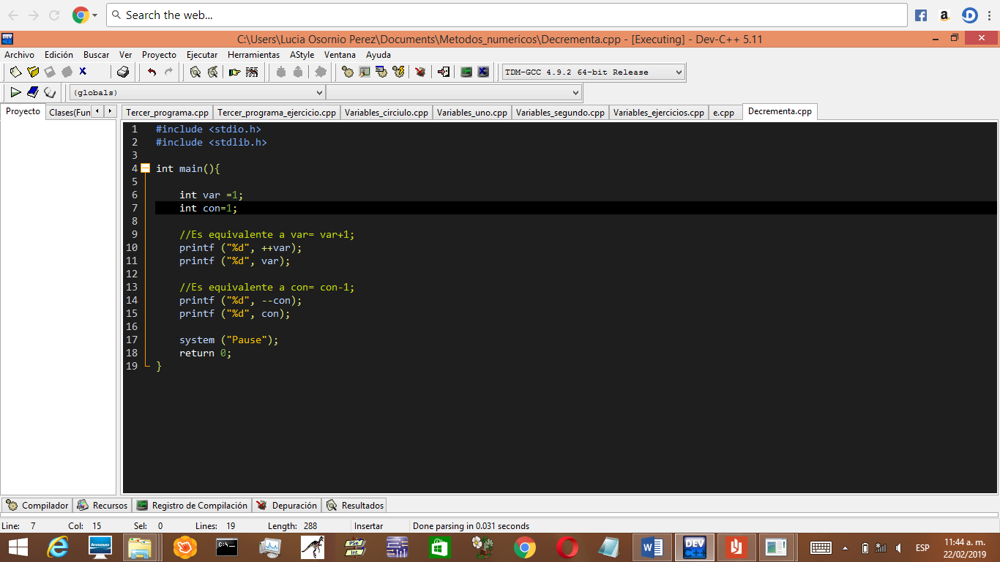 Search the web...
C:\Users\Lucia Osornio Perez\Documents\Metodos_numericos\Decrementa.cpp - [Executing] - Dev-C++ 5.11
Archivo Edición Buscar Ver Proyecto Ejecutar Herramientas AStyle Ventana Ayuda
TDM-GCC 4.9.2 64-bit Release
(globals)
Proyecto Clases(Fun Tercer_programa.cpp Tercer_programa_ejercicio.cpp Variables_circiulo.cpp Variables_uno.cpp Variables_segundo.cpp Variables_ejercicios.cpp e.cpp Decrementa.cpp
1 #include <stdio.h>
2 #include <stdlib.h>
3
4 int main(){
5
6 int var =1;
7 int con=1;
8
9 //Es equivalente a var= var+1;
10 printf ("%d", ++var);
11 printf ("%d", var);
12
13 //Es equivalente a con= con-1;
14 printf ("%d", --con);
15 printf ("%d", con);
16
17 system ("Pause");
18 return 0;
19 }
Compilador Recursos Registro de Compilación Depuración Resultados
Line: 7 Col: 15 Sel: 0 Lines: 19 Length: 288 Insertar Done parsing in 0.031 seconds
ESP
11:44 a. m.
22/02/2019